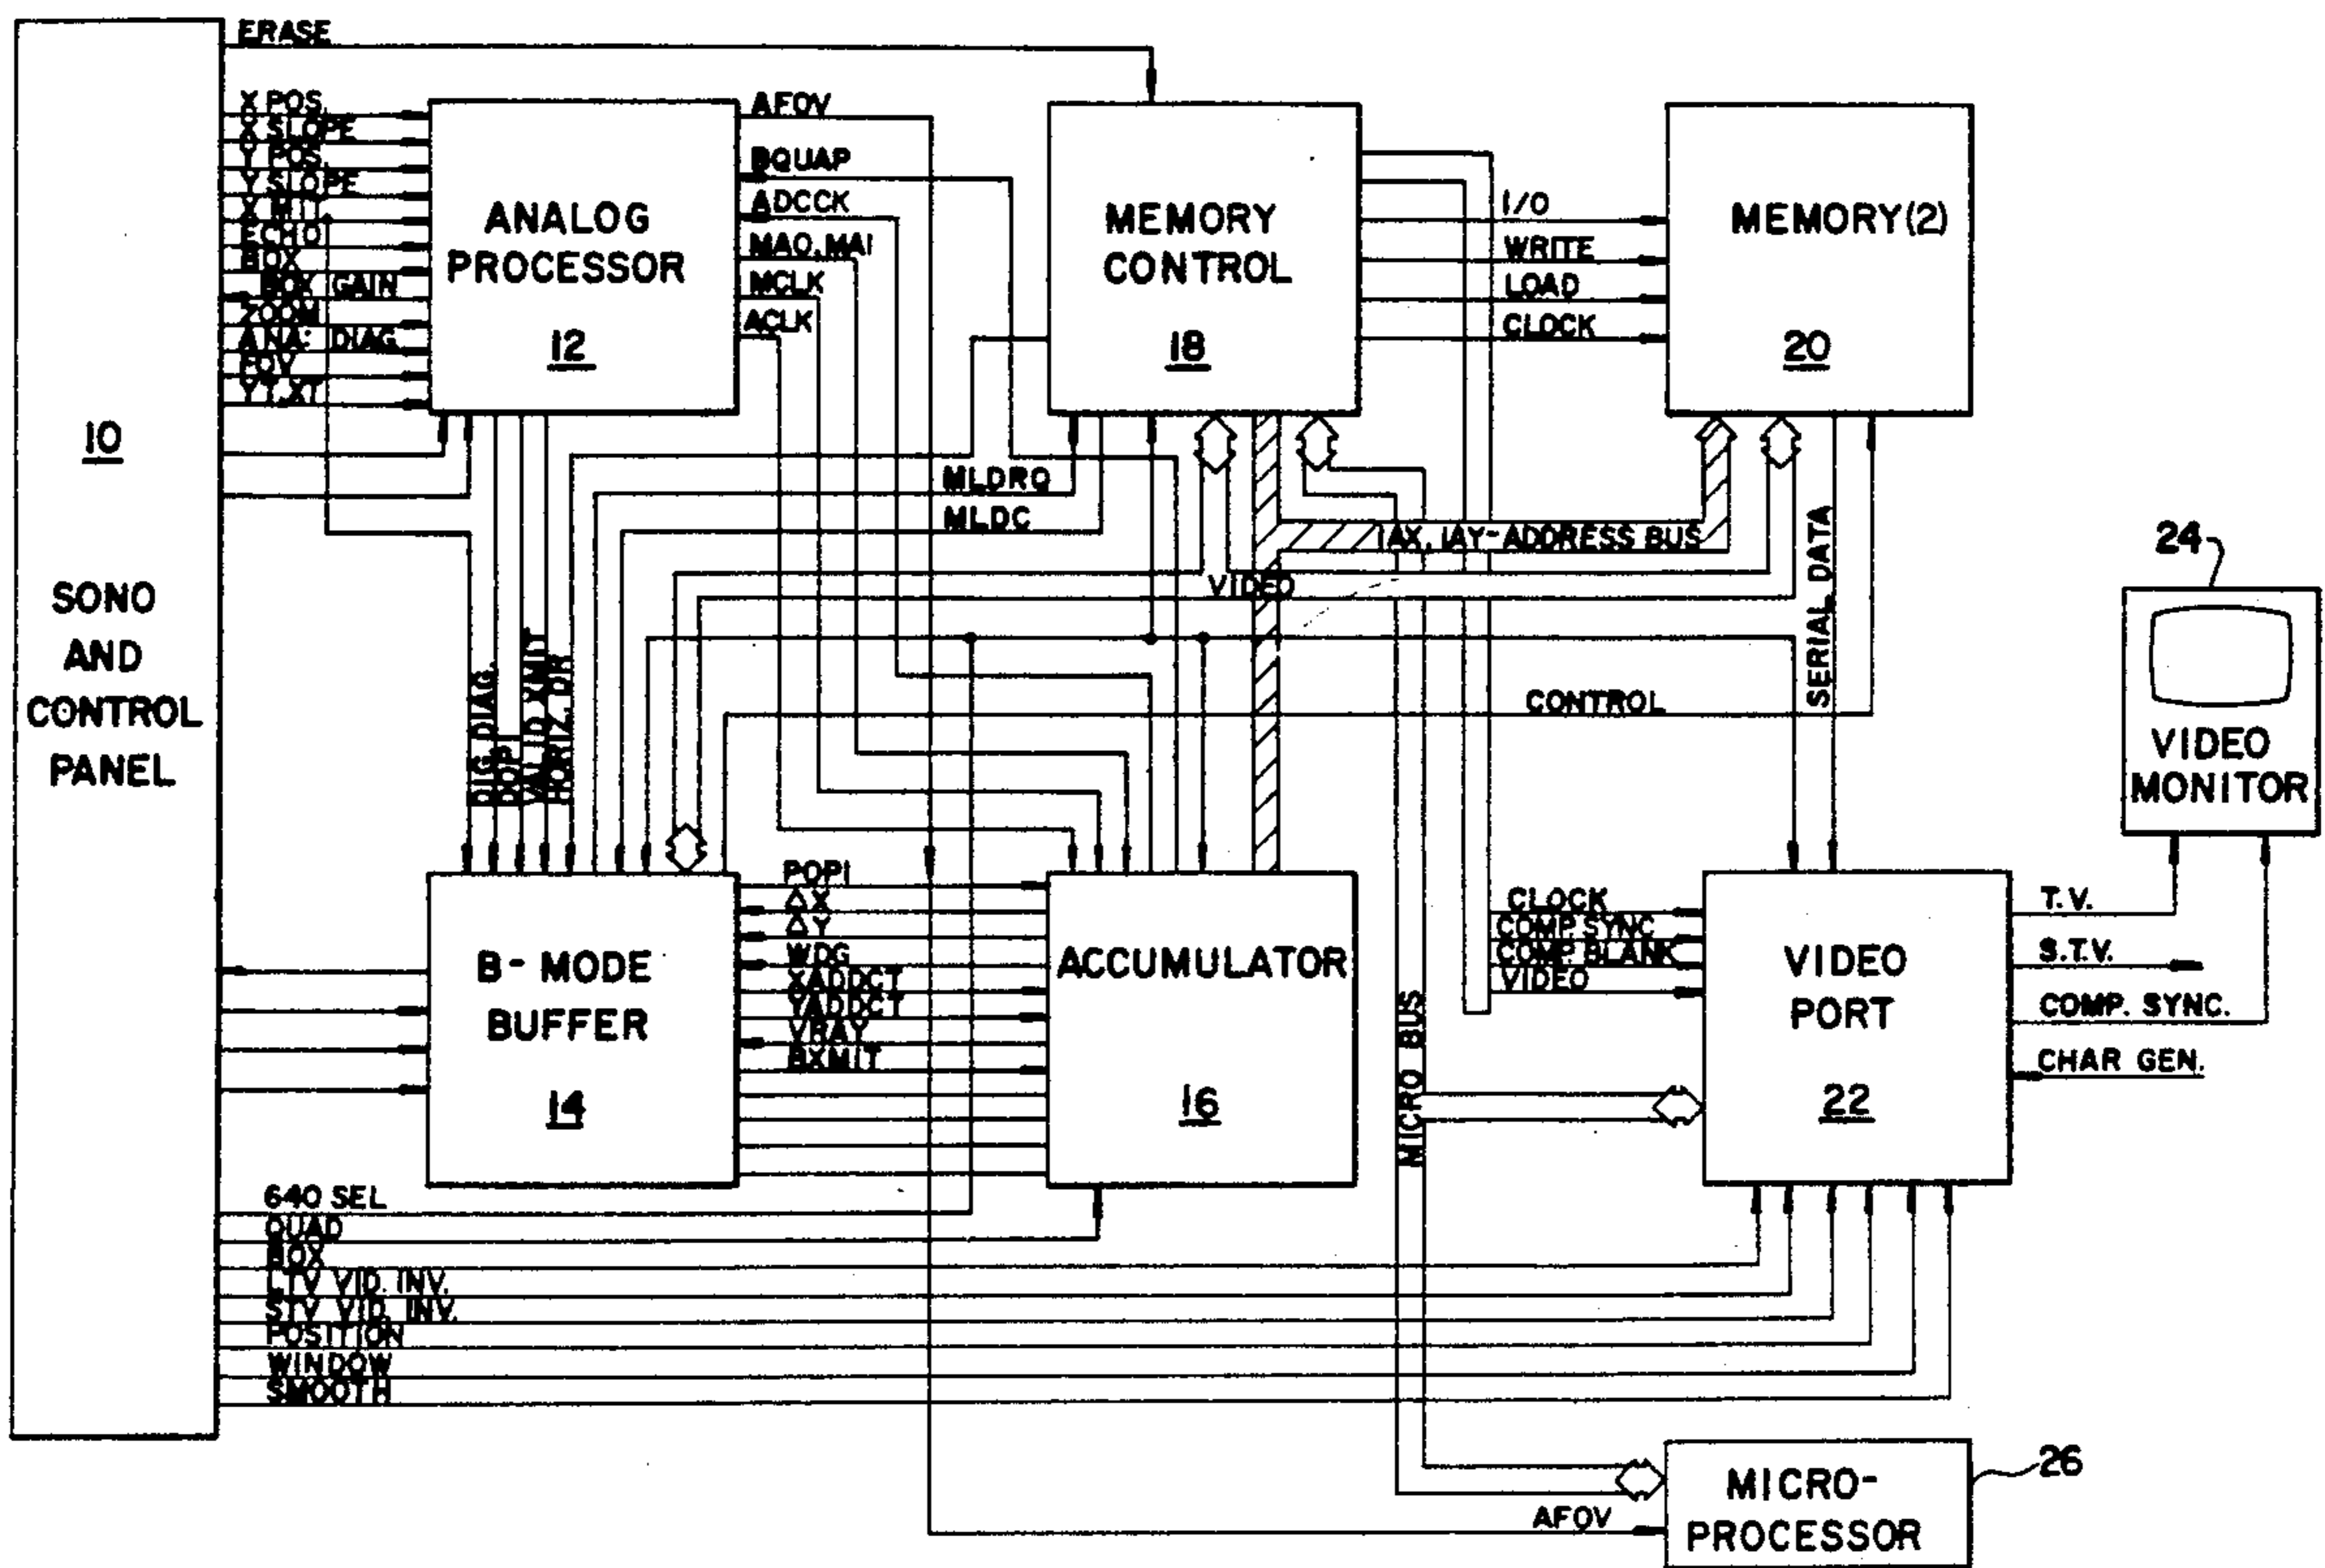 ERASE
X POS.
X SLOPE
Y POS.
Y SLOPE
X MIT
ECHO
BOX
BOX GAIN
ZOOM
ANA. DIAG.
FOV
YT, XT
10
SONO
AND
CONTROL
PANEL
ANALOG
PROCESSOR
12
AFOV
BQUAP
ADCCK
MAO, MAI
MCLK
ACLK
MEMORY
CONTROL
18
I/O
WRITE
LOAD
CLOCK
MEMORY(2)
20
MLDRQ
MLDC
IAX, IAY-ADDRESS BUS
VIDEO
SERIAL DATA
CONTROL
DIG. DIAG.
DOPI
VALID XMIT
HORIZ. DR
24
VIDEO
MONITOR
B-MODE
BUFFER
14
POPI
ΔX
ΔY
WDG
XADDCT
YADDCT
VRAY
BXMIT
ACCUMULATOR
16
CLOCK
COMP. SYNC
COMP. BLANK
VIDEO
MICRO BUS
VIDEO
PORT
22
T.V.
S.T.V.
COMP. SYNC.
CHAR GEN.
640 SEL
QUAD
BOX
LTV VID. INV.
STV VID. INV.
POSITION
WINDOW
SMOOTH
AFOV
MICRO-
PROCESSOR
26